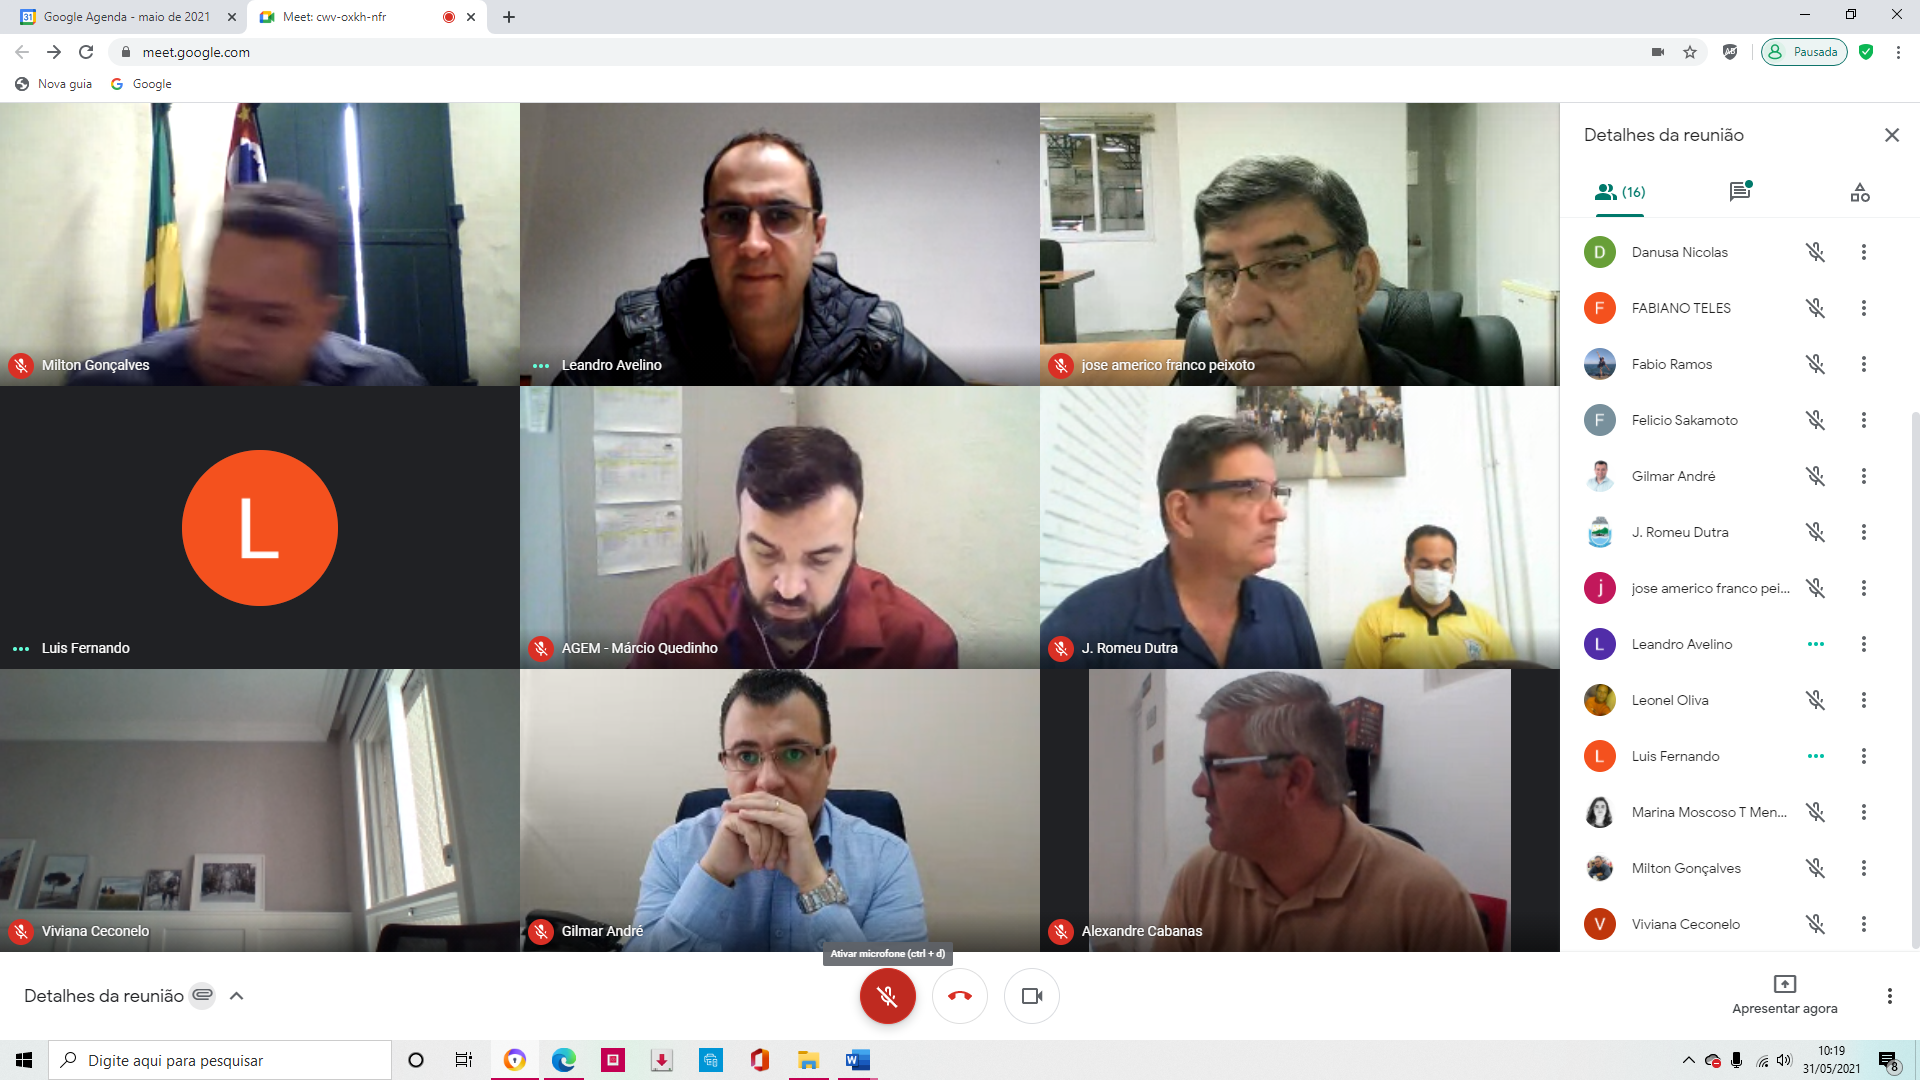 Google Agenda - maio de 2021
Meet: cwv-oxkh-nfr
meet.google.com
Pausada
Nova guia
Google
Milton Gonçalves
Leandro Avelino
jose americo franco peixoto
Luis Fernando
AGEM - Márcio Quedinho
J. Romeu Dutra
Viviana Ceconelo
Gilmar André
Alexandre Cabanas
Detalhes da reunião
(16)
D Danusa Nicolas
F FABIANO TELES
Fabio Ramos
F Felicio Sakamoto
Gilmar André
J. Romeu Dutra
j jose americo franco pei...
L Leandro Avelino
Leonel Oliva
L Luis Fernando
Marina Moscoso T Men...
Milton Gonçalves
V Viviana Ceconelo
L
Ativar microfone (ctrl + d)
Detalhes da reunião
Apresentar agora
Digite aqui para pesquisar
10:19
31/05/2021
8